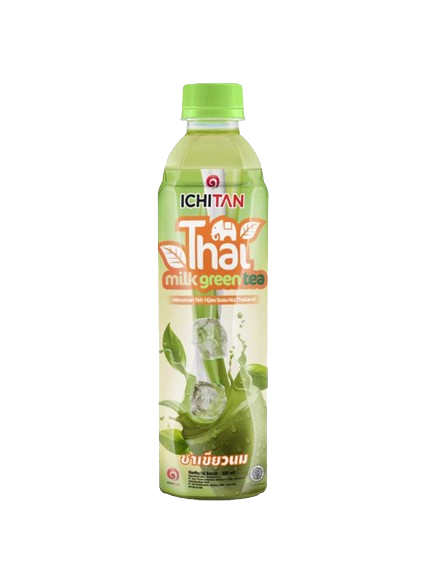 ICHITAN
Thai
milk green tea
Minuman Teh Hijau Susu Ala Thailand
ชาเขียวนม